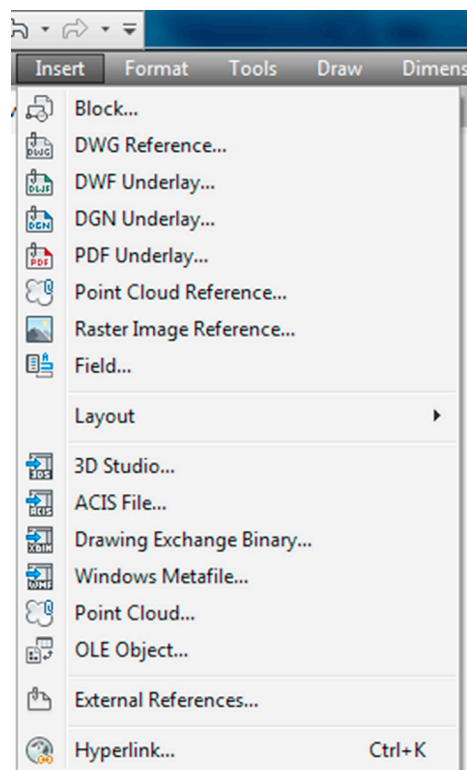 Insert Format Tools Draw Dimens
Block...
DWG Reference...
DWF Underlay...
DGN Underlay...
PDF Underlay...
Point Cloud Reference...
Raster Image Reference...
Field...
Layout
3D Studio...
ACIS File...
Drawing Exchange Binary...
Windows Metafile...
Point Cloud...
OLE Object...
External References...
Hyperlink... Ctrl+K